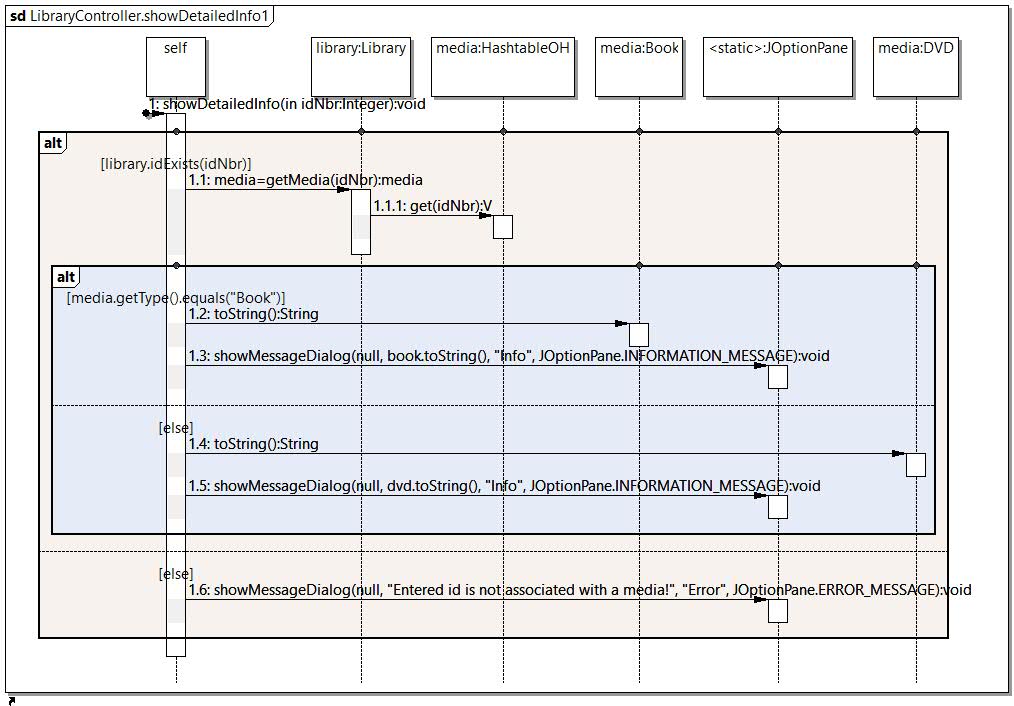 sd LibraryController.showDetailedInfo1
self
library:Library
media:HashtableOH
media:Book
<static>:JOptionPane
media:DVD
1: showDetailedInfo(in idNbr:Integer):void
alt
[library.idExists(idNbr)]
1.1: media=getMedia(idNbr):media
1.1.1: get(idNbr):V
alt
[media.getType().equals("Book")]
1.2: toString():String
1.3: showMessageDialog(null, book.toString(), "Info", JOptionPane.INFORMATION_MESSAGE):void
[else]
1.4: toString():String
1.5: showMessageDialog(null, dvd.toString(), "Info", JOptionPane.INFORMATION_MESSAGE):void
[else]
1.6: showMessageDialog(null, "Entered id is not associated with a media!", "Error", JOptionPane.ERROR_MESSAGE):void